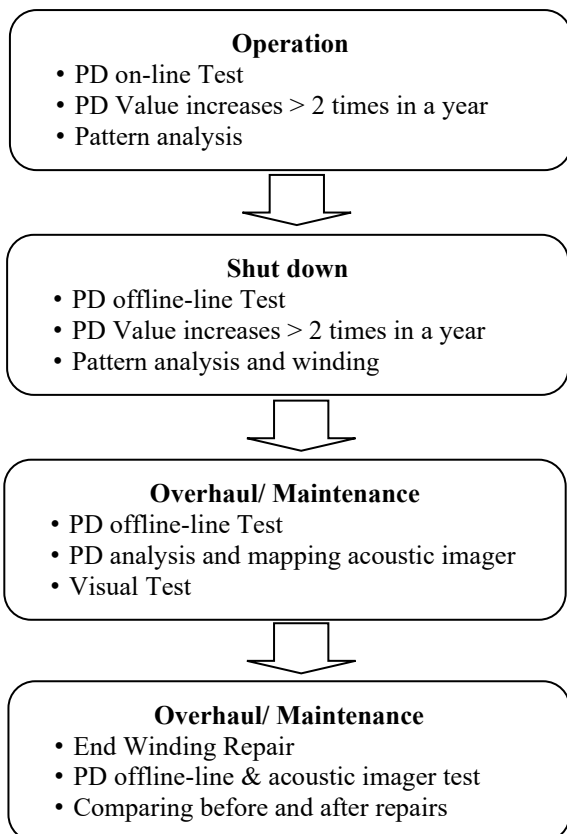 Operation
• PD on-line Test
• PD Value increases > 2 times in a year
• Pattern analysis
Shut down
• PD offline-line Test
• PD Value increases > 2 times in a year
• Pattern analysis and winding
Overhaul/ Maintenance
• PD offline-line Test
• PD analysis and mapping acoustic imager
• Visual Test
Overhaul/ Maintenance
• End Winding Repair
• PD offline-line & acoustic imager test
• Comparing before and after repairs